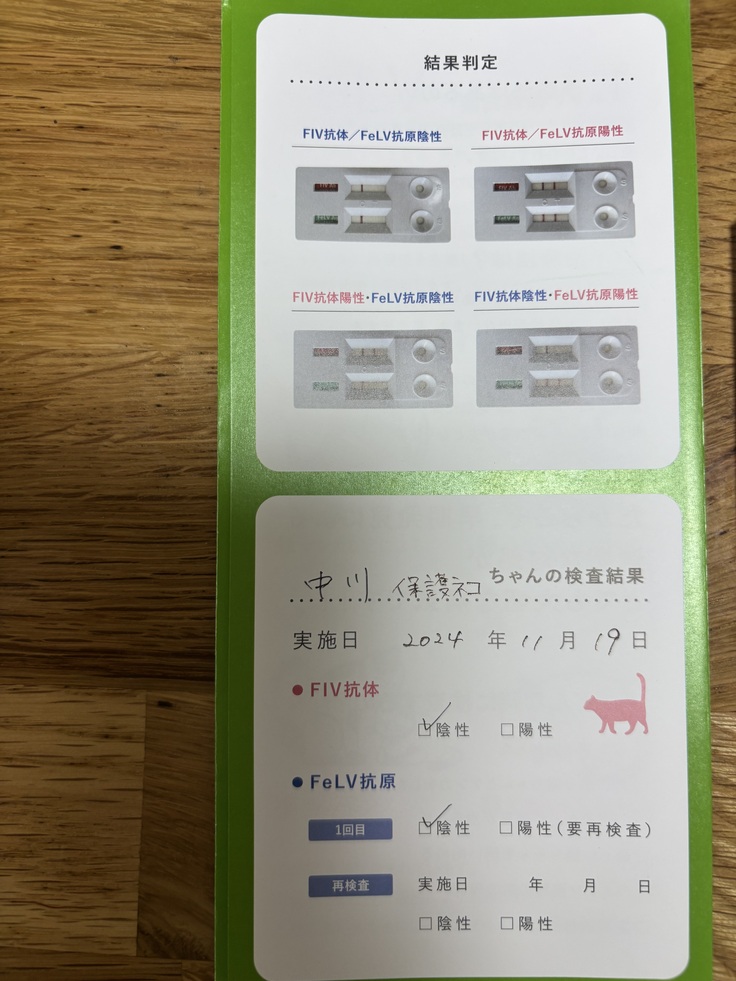 結果判定
FIV抗体／FeLV抗原陰性
FIV抗体／FeLV抗原陽性
FIV抗体陽性・FeLV抗原陰性
FIV抗体陰性・FeLV抗原陽性
中川 保護ネコ ちゃんの検査結果
実施日 2024 年 11 月 19 日
● FIV抗体
☑陰性 □陽性
● FeLV抗原
1回目 ☑陰性 □陽性(要再検査)
再検査 実施日 年 月 日
□陰性 □陽性